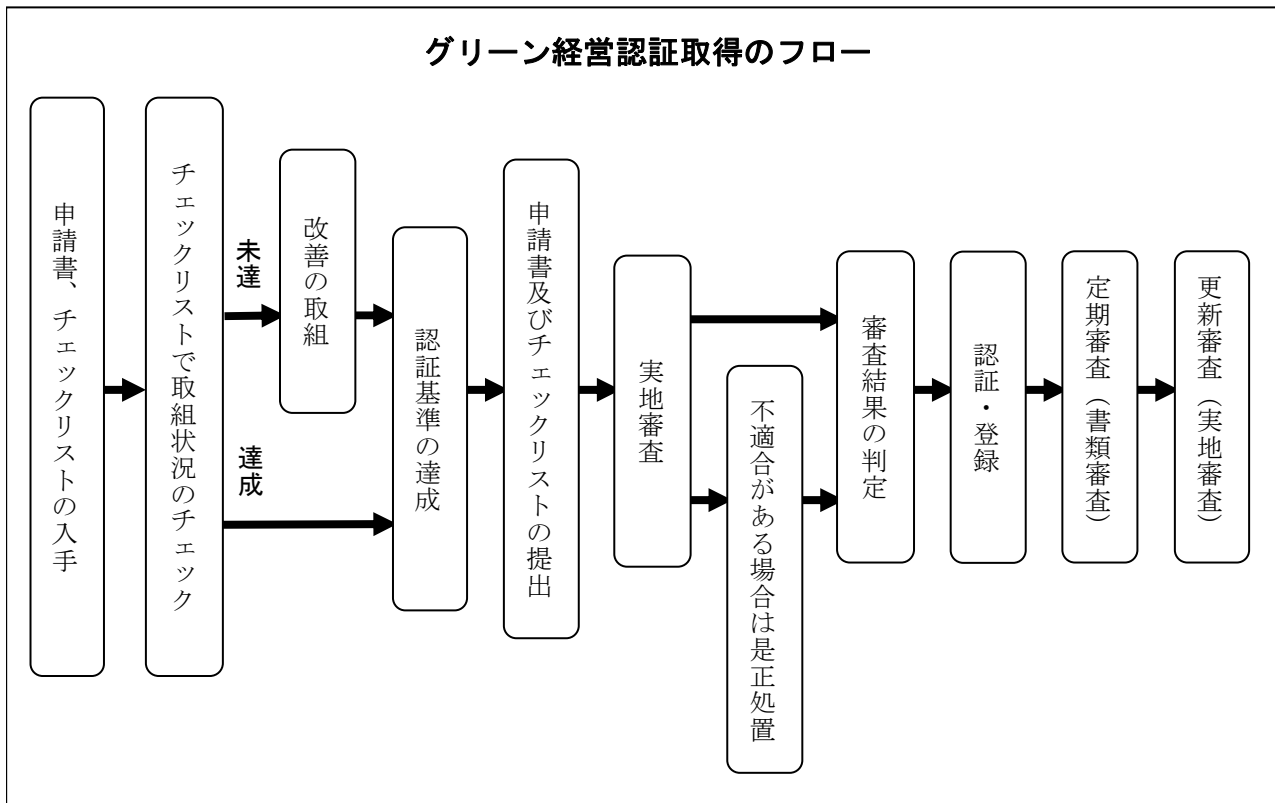 グリーン経営認証取得のフロー
申請書、チェックリストの入手
チェックリストで取組状況のチェック
未達
達成
改善の取組
認証基準の達成
申請書及びチェックリストの提出
実地審査
不適合がある場合は是正処置
審査結果の判定
認証・登録
定期審査（書類審査）
更新審査（実地審査）